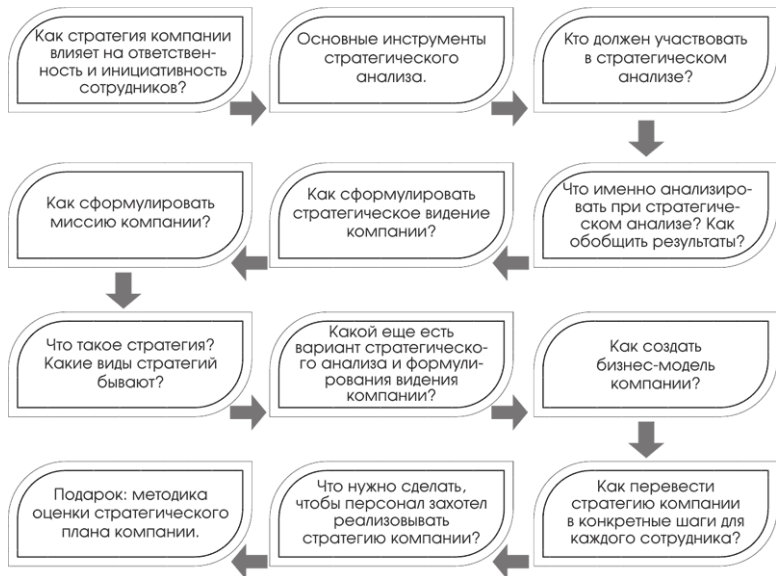 Как стратегия компании
влияет на ответствен-
ность и инициативность
сотрудников?
Основные инструменты
стратегического
анализа.
Кто должен участвовать
в стратегическом
анализе?
Что именно анализиро-
вать при стратегиче-
ском анализе? Как
обобщить результаты?
Как сформулировать
стратегическое видение
компании?
Как сформулировать
миссию компании?
Что такое стратегия?
Какие виды стратегий
бывают?
Какой еще есть
вариант стратегическо-
го анализа и формули-
рования видения
компании?
Как создать
бизнес-модель
компании?
Как перевести
стратегию компании
в конкретные шаги для
каждого сотрудника?
Что нужно сделать,
чтобы персонал захотел
реализовывать
стратегию компании?
Подарок: методика
оценки стратегического
плана компании.